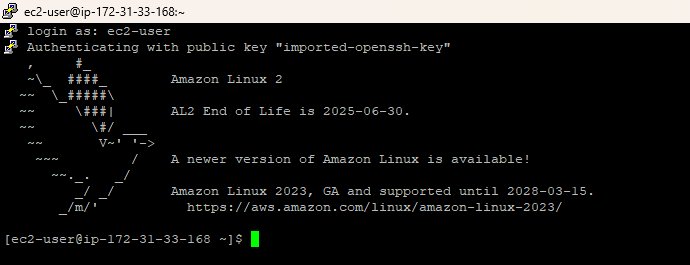 ec2-user@ip-172-31-33-168:~
login as: ec2-user
Authenticating with public key "imported-openssh-key"
   ,     #_
   ~\_  ####_        Amazon Linux 2
  ~~  \_#####\
  ~~     \###|       AL2 End of Life is 2025-06-30.
  ~~       \#/ ___
   ~~       V~' '->
    ~~~         /    A newer version of Amazon Linux is available!
      ~~._.   _/
         _/ _/       Amazon Linux 2023, GA and supported until 2028-03-15.
       _/m/'           https://aws.amazon.com/linux/amazon-linux-2023/
[ec2-user@ip-172-31-33-168 ~]$